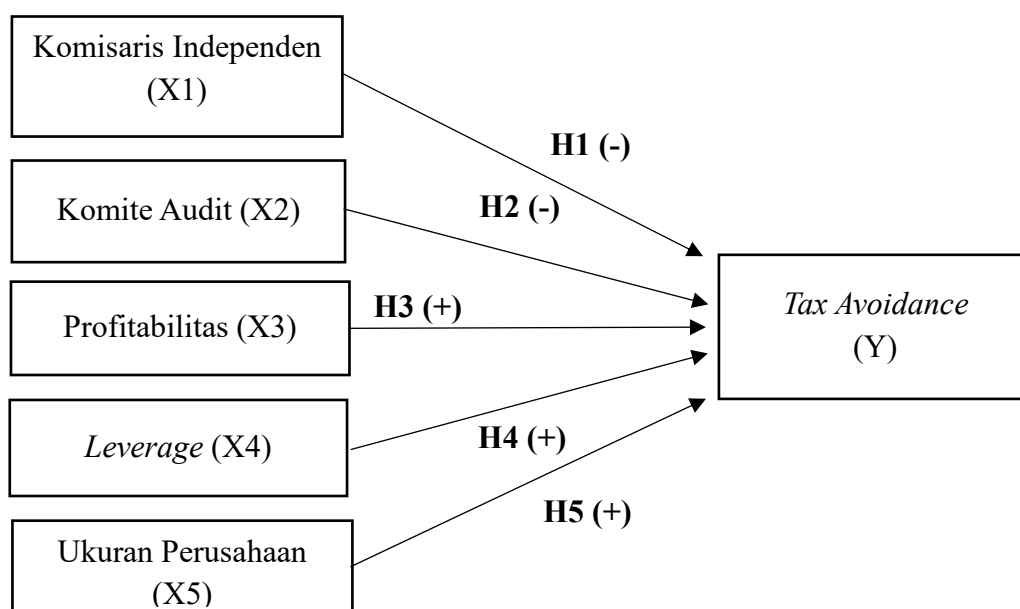 Komisaris Independen
(X1)
H1 (-)
Komite Audit (X2)
H2 (-)
Profitabilitas (X3)
H3 (+)
Tax Avoidance
(Y)
Leverage (X4)
H4 (+)
H5 (+)
Ukuran Perusahaan
(X5)